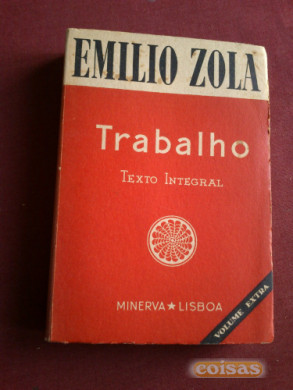 EMILIO ZOLA
Trabalho
TEXTO INTEGRAL
MINERVA ★ LISBOA
VOLUME EXTRA
coisas